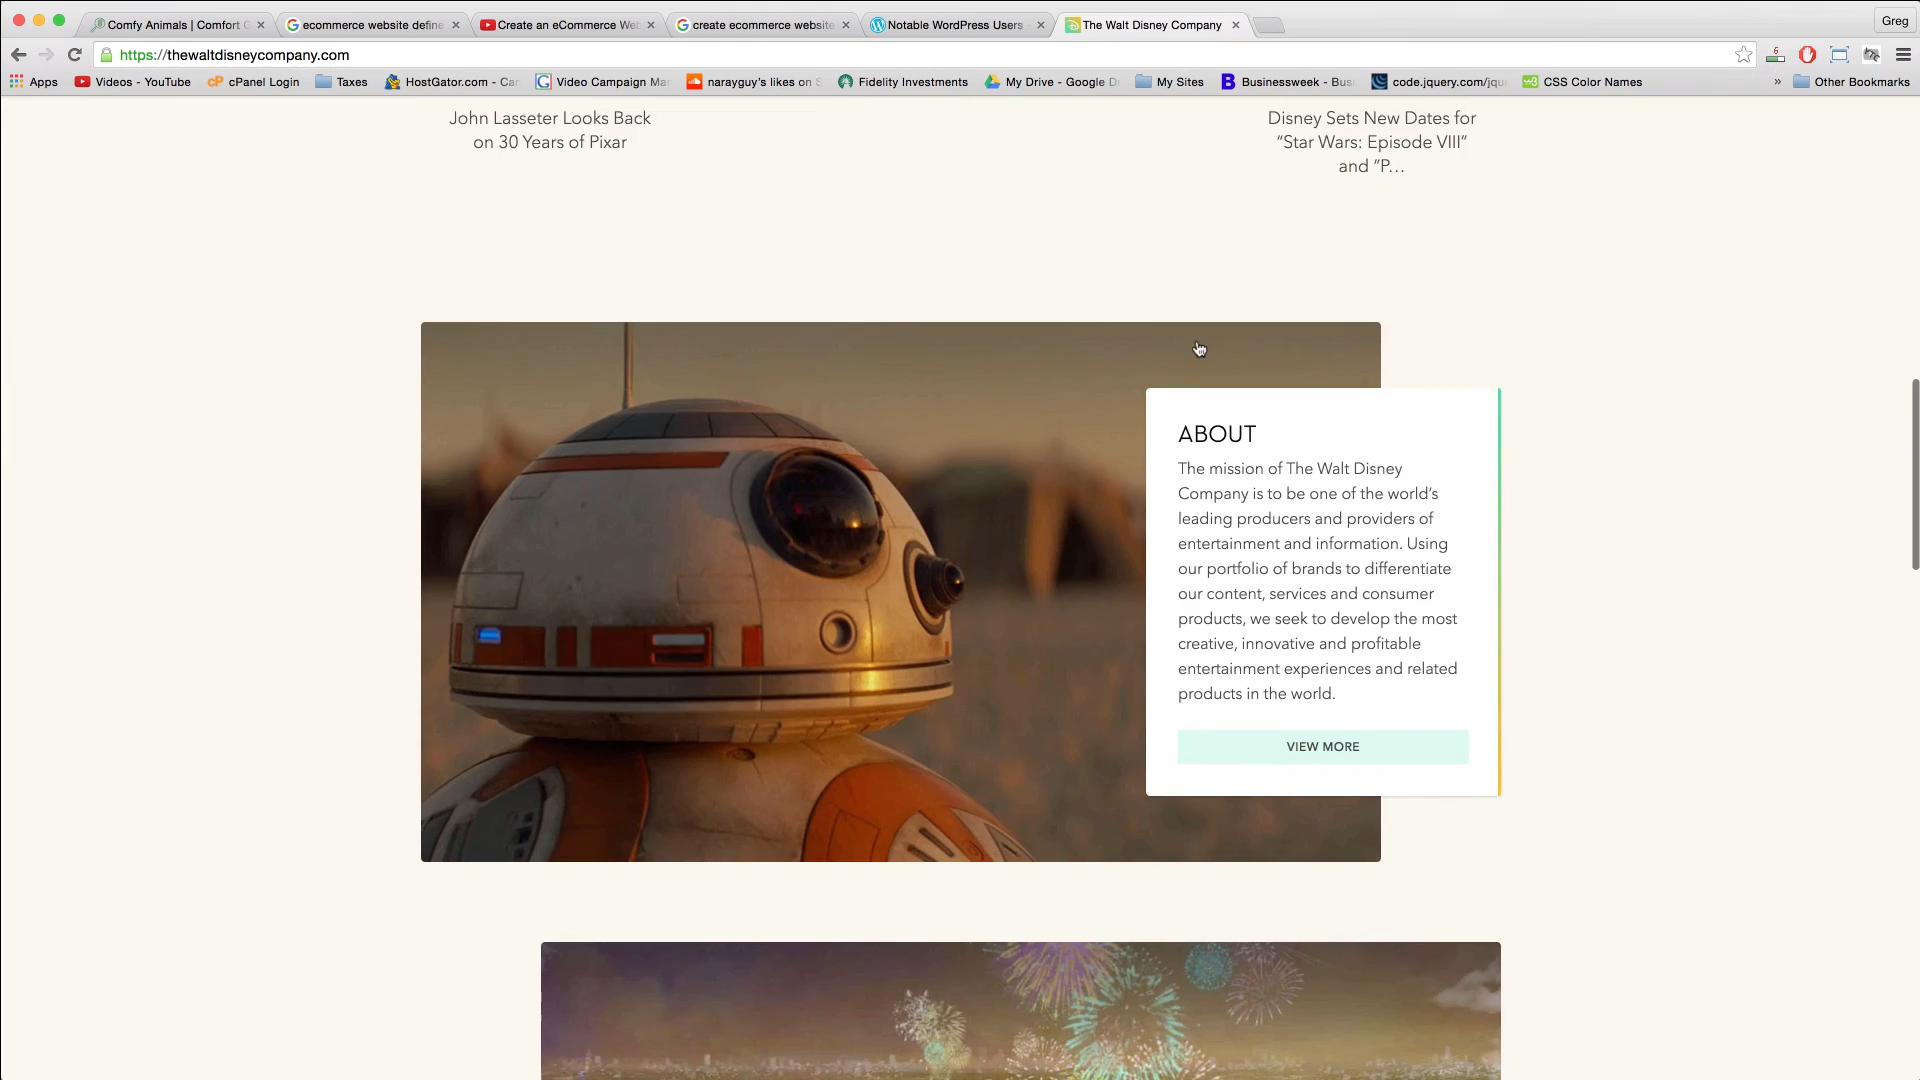 Comfy Animals | Comfort G
ecommerce website define
Create an eCommerce Web
create ecommerce website
Notable WordPress Users
The Walt Disney Company
Greg
https://thewaltdisneycompany.com
6
Apps
Videos - YouTube
cPanel Login
Taxes
HostGator.com - Ca
Video Campaign Ma
narayguy's likes on S
Fidelity Investments
My Drive - Google D
My Sites
Businessweek - Bus
code.jquery.com/jqu
CSS Color Names
»
Other Bookmarks
John Lasseter Looks Back
on 30 Years of Pixar
Disney Sets New Dates for
“Star Wars: Episode VIII”
and “P…
ABOUT
The mission of The Walt Disney
Company is to be one of the world’s
leading producers and providers of
entertainment and information. Using
our portfolio of brands to differentiate
our content, services and consumer
products, we seek to develop the most
creative, innovative and profitable
entertainment experiences and related
products in the world.
VIEW MORE